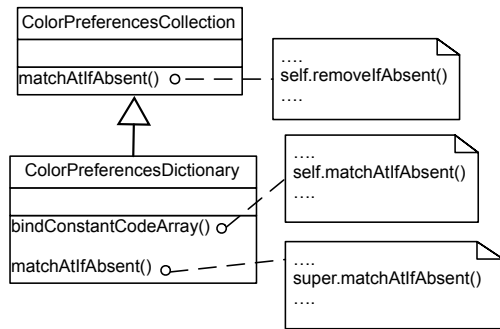 ColorPreferencesCollection
matchAtIfAbsent()
....
self.removeIfAbsent()
....
ColorPreferencesDictionary
bindConstantCodeArray()
matchAtIfAbsent()
....
self.matchAtIfAbsent()
....
....
super.matchAtIfAbsent()
....